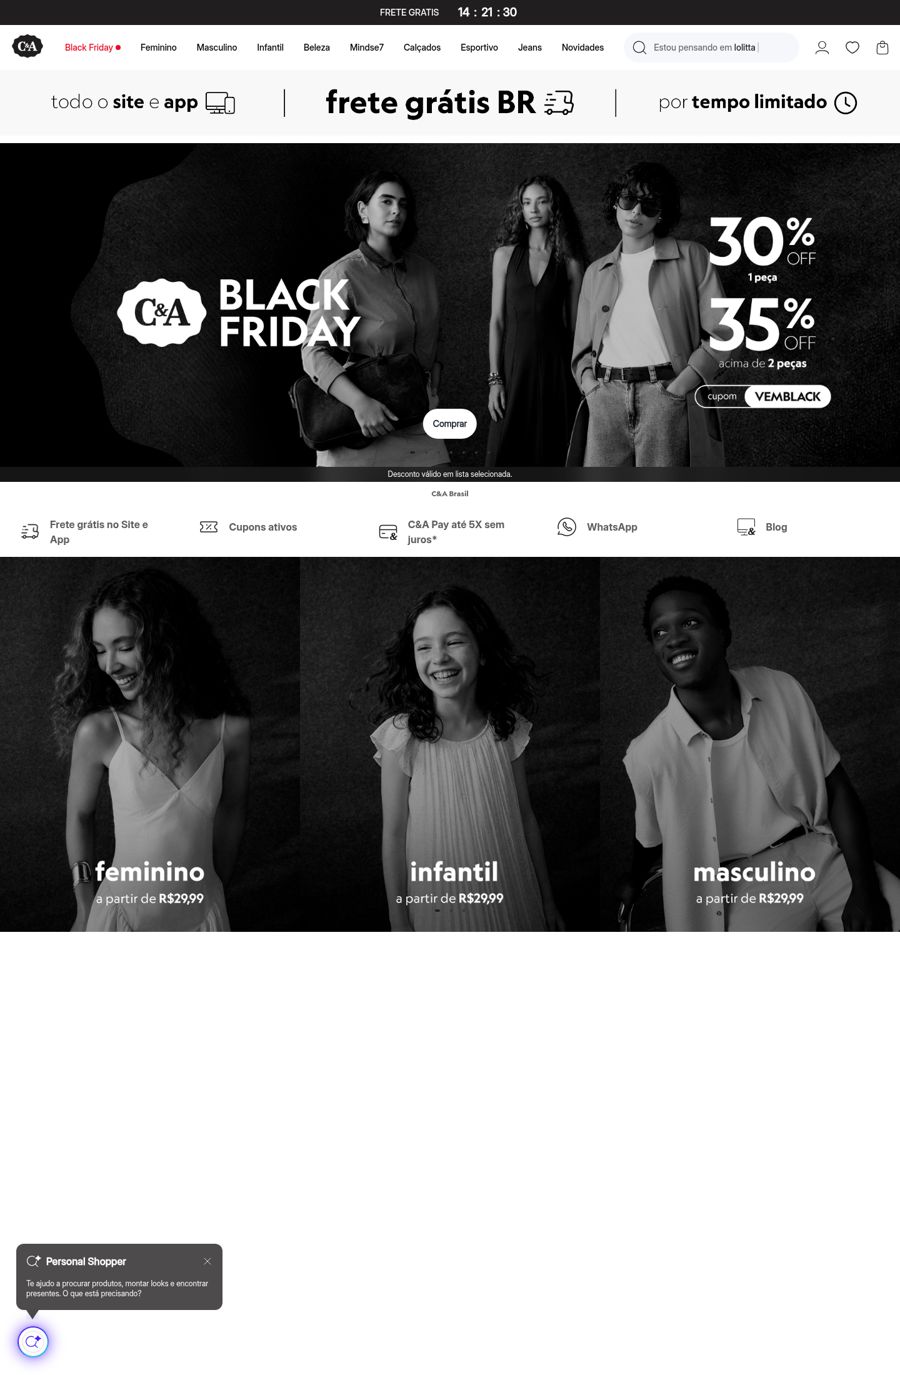 FRETE GRATIS 14 : 21 : 30
C&A
Black Friday Feminino Masculino Infantil Beleza Mindse7 Calçados Esportivo Jeans Novidades
Estou pensando em lolitta
todo o site e app
frete grátis BR
por tempo limitado
C&A
BLACK
FRIDAY
30% OFF
1 peça
35% OFF
acima de 2 peças
cupom VEMBLACK
Comprar
Desconto válido em lista selecionada.
C&A Brasil
Frete grátis no Site e
App
Cupons ativos
C&A Pay até 5X sem
juros*
WhatsApp
Blog
feminino
a partir de R$29,99
infantil
a partir de R$29,99
masculino
a partir de R$29,99
Personal Shopper
Te ajudo a procurar produtos, montar looks e encontrar
presentes. O que está precisando?